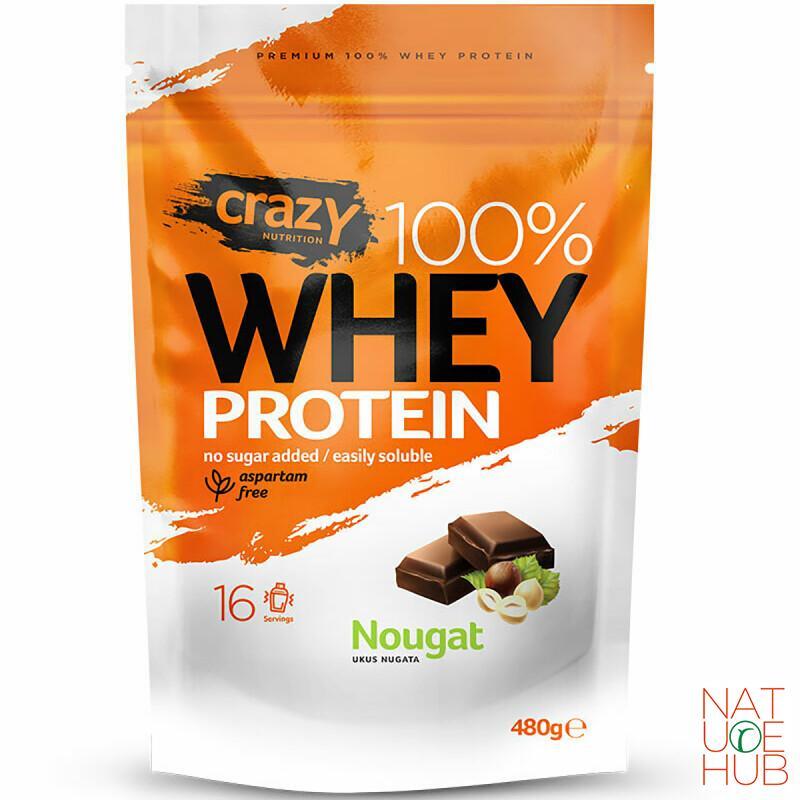 PREMIUM 100% WHEY PROTEIN
crazy
NUTRITION
100%
WHEY
PROTEIN
no sugar added / easily soluble
aspartam
free
16
Servings
Nougat
UKUS NUGATA
480g e
NAT
URE
HUB